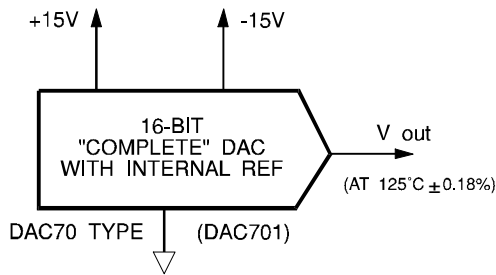 +15V
-15V
16-BIT
"COMPLETE" DAC
WITH INTERNAL REF
V out
(AT 125°C ±0.18%)
DAC70 TYPE (DAC701)